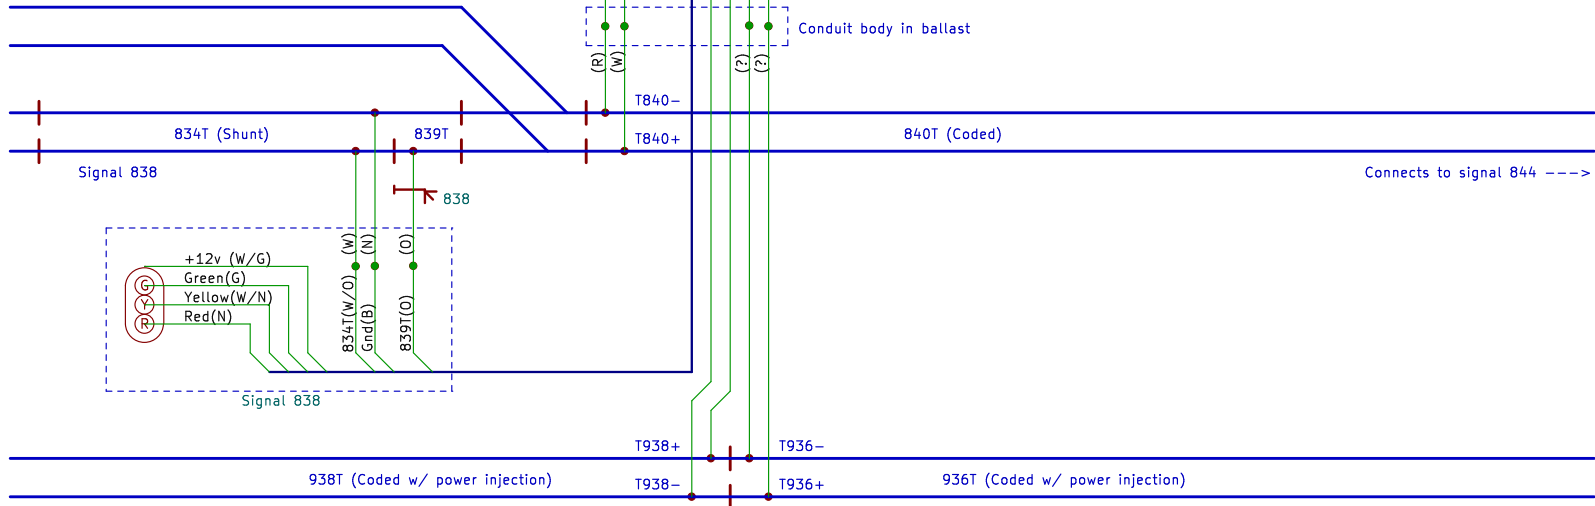 Conduit body in ballast
(R)
(W)
(?)
(?)
T840-
834T (Shunt)
839T
840T (Coded)
T840+
Signal 838
Connects to signal 844 --->
838
(W)
(N)
(O)
+12v (W/G)
Green(G)
Yellow(W/N)
Red(N)
G
Y
R
834T(W/O)
Gnd(B)
839T(O)
Signal 838
T938+
T936-
938T (Coded w/ power injection)
936T (Coded w/ power injection)
T938-
T936+